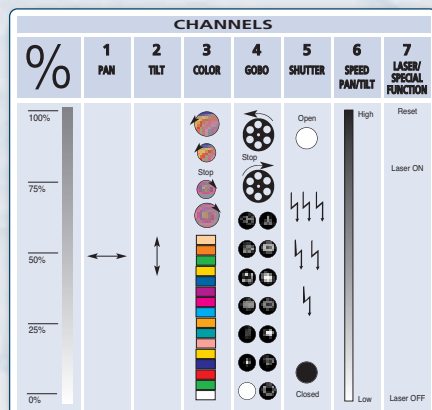 CHANNELS
%
1
PAN
2
TILT
3
COLOR
4
GOBO
5
SHUTTER
6
SPEED
PAN/TILT
7
LASER/
SPECIAL
FUNCTION
100%
75%
50%
25%
0%
Stop
Stop
Open
Closed
High
Low
Reset
Laser ON
Laser OFF